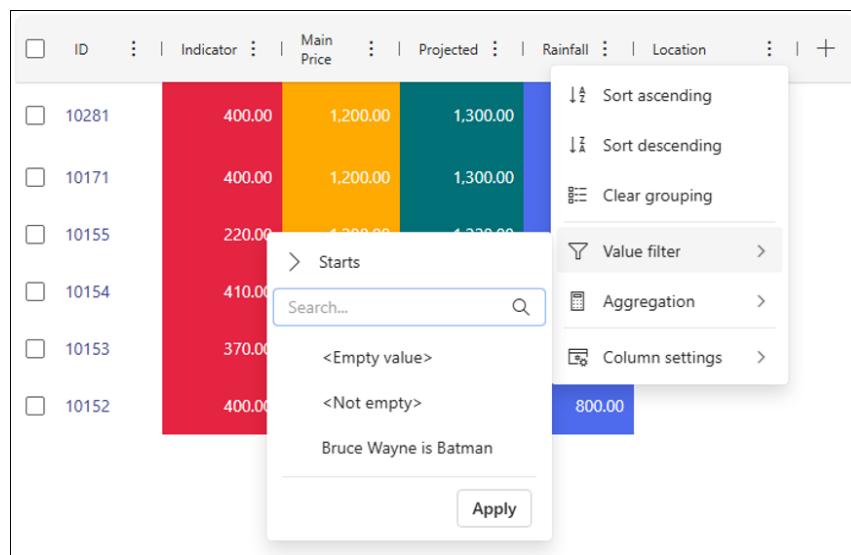 ID Indicator Main Price Projected Rainfall Location
10281 400.00 1,200.00 1,300.00
10171 400.00 1,200.00 1,300.00
10155 220.00
10154 410.00
10153 370.00
10152 400.00 800.00
Sort ascending
Sort descending
Clear grouping
Value filter
Aggregation
Column settings
Starts
Search...
<Empty value>
<Not empty>
Bruce Wayne is Batman
Apply